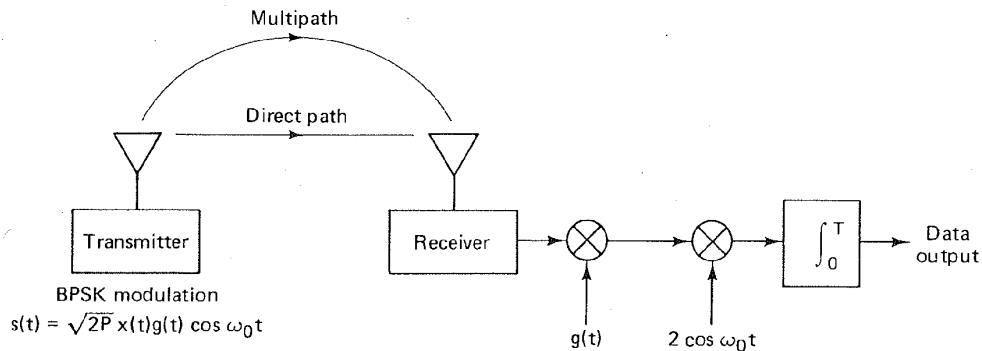 Multipath
Direct path
Transmitter
Receiver
∫₀ᵀ
Data
output
BPSK modulation
s(t) = √2P x(t)g(t) cos ω₀t
g(t)
2 cos ω₀t